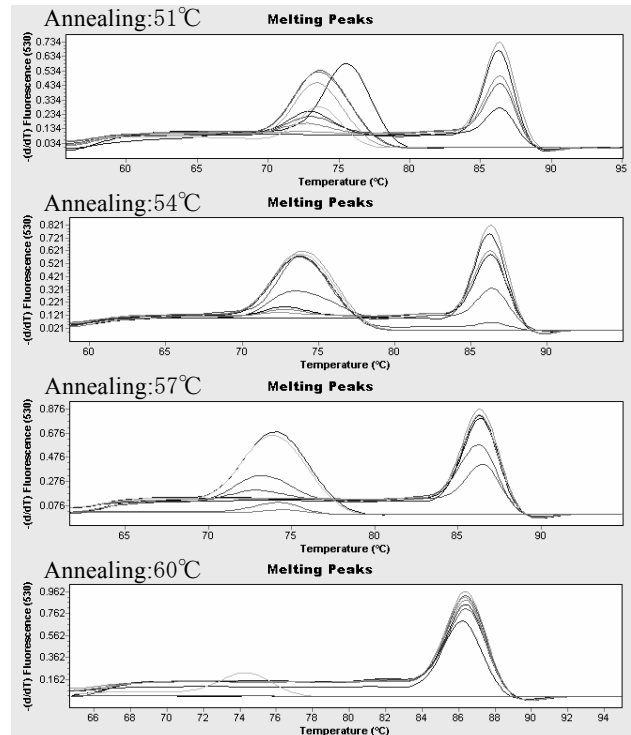 Annealing:51℃ Melting Peaks
-(d/dT) Fluorescence (530)
0.734
0.634
0.534
0.434
0.334
0.234
0.134
0.034
60 65 70 75 80 85 90 95
Temperature (°C)
Annealing:54℃ Melting Peaks
-(d/dT) Fluorescence (530)
0.821
0.721
0.621
0.521
0.421
0.321
0.221
0.121
0.021
60 65 70 75 80 85 90
Temperature (°C)
Annealing:57℃ Melting Peaks
-(d/dT) Fluorescence (530)
0.876
0.676
0.476
0.276
0.076
65 70 75 80 85 90
Temperature (°C)
Annealing:60℃ Melting Peaks
-(d/dT) Fluorescence (530)
0.962
0.762
0.562
0.362
0.162
66 68 70 72 74 76 78 80 82 84 86 88 90 92 94
Temperature (°C)